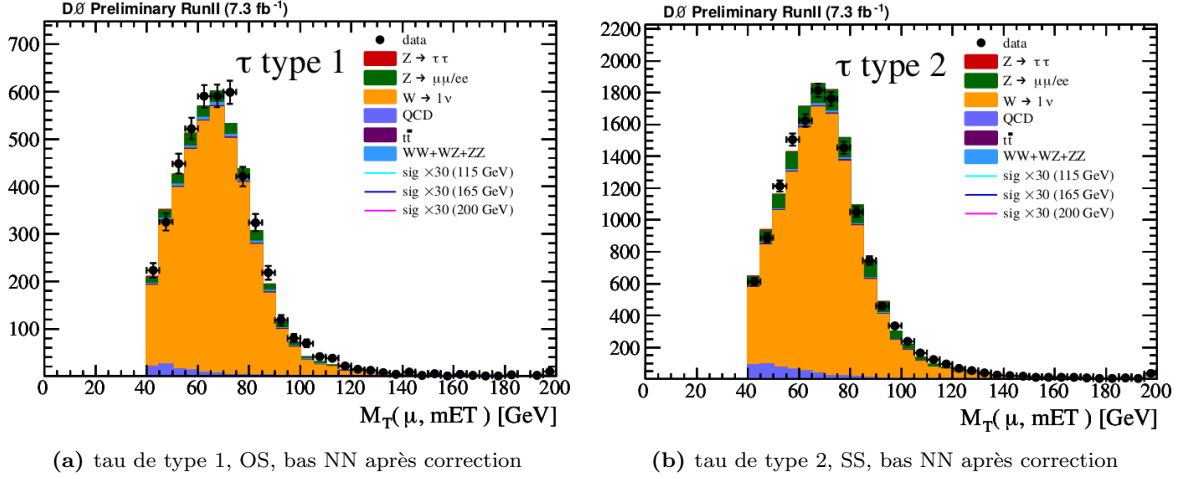 DØ Preliminary RunII (7.3 fb⁻¹)
τ type 1
data
Z → τ τ
Z → μμ/ee
W → l ν
QCD
tt̄
WW+WZ+ZZ
sig ×30 (115 GeV)
sig ×30 (165 GeV)
sig ×30 (200 GeV)
700
600
500
400
300
200
100
0 20 40 60 80 100 120 140 160 180 200
M_T( μ, mET ) [GeV]
(a) tau de type 1, OS, bas NN après correction
DØ Preliminary RunII (7.3 fb⁻¹)
τ type 2
data
Z → τ τ
Z → μμ/ee
W → l ν
QCD
tt̄
WW+WZ+ZZ
sig ×30 (115 GeV)
sig ×30 (165 GeV)
sig ×30 (200 GeV)
2200
2000
1800
1600
1400
1200
1000
800
600
400
200
0 20 40 60 80 100 120 140 160 180 200
M_T( μ, mET ) [GeV]
(b) tau de type 2, SS, bas NN après correction